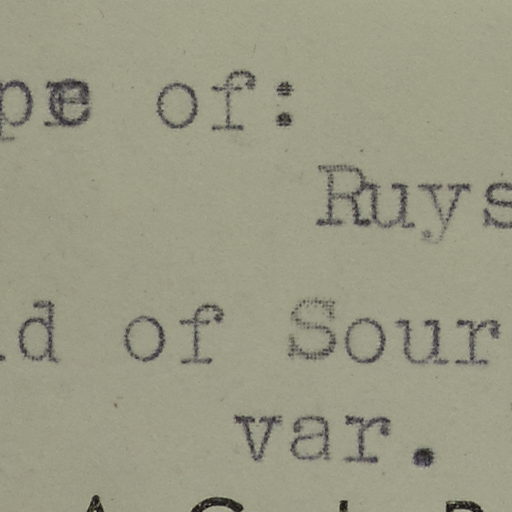 pe of:
Ruys
d of Sour
var.